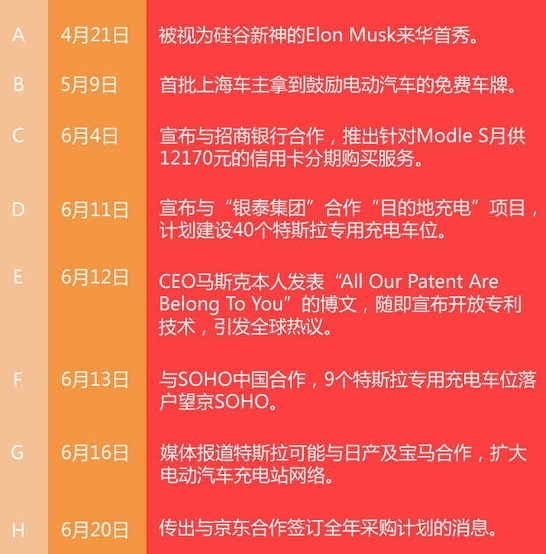 A 4月21日 被视为硅谷新神的Elon Musk来华首秀。
B 5月9日 首批上海车主拿到鼓励电动汽车的免费车牌。
C 6月4日 宣布与招商银行合作，推出针对Modle S月供
12170元的信用卡分期购买服务。
D 6月11日 宣布与“银泰集团”合作“目的地充电”项目，
计划建设40个特斯拉专用充电车位。
E 6月12日 CEO马斯克本人发表“All Our Patent Are
Belong To You”的博文，随即宣布开放专利
技术，引发全球热议。
F 6月13日 与SOHO中国合作，9个特斯拉专用充电车位落
户望京SOHO。
G 6月16日 媒体报道特斯拉可能与日产及宝马合作，扩大
电动汽车充电站网络。
H 6月20日 传出与京东合作签订全年采购计划的消息。